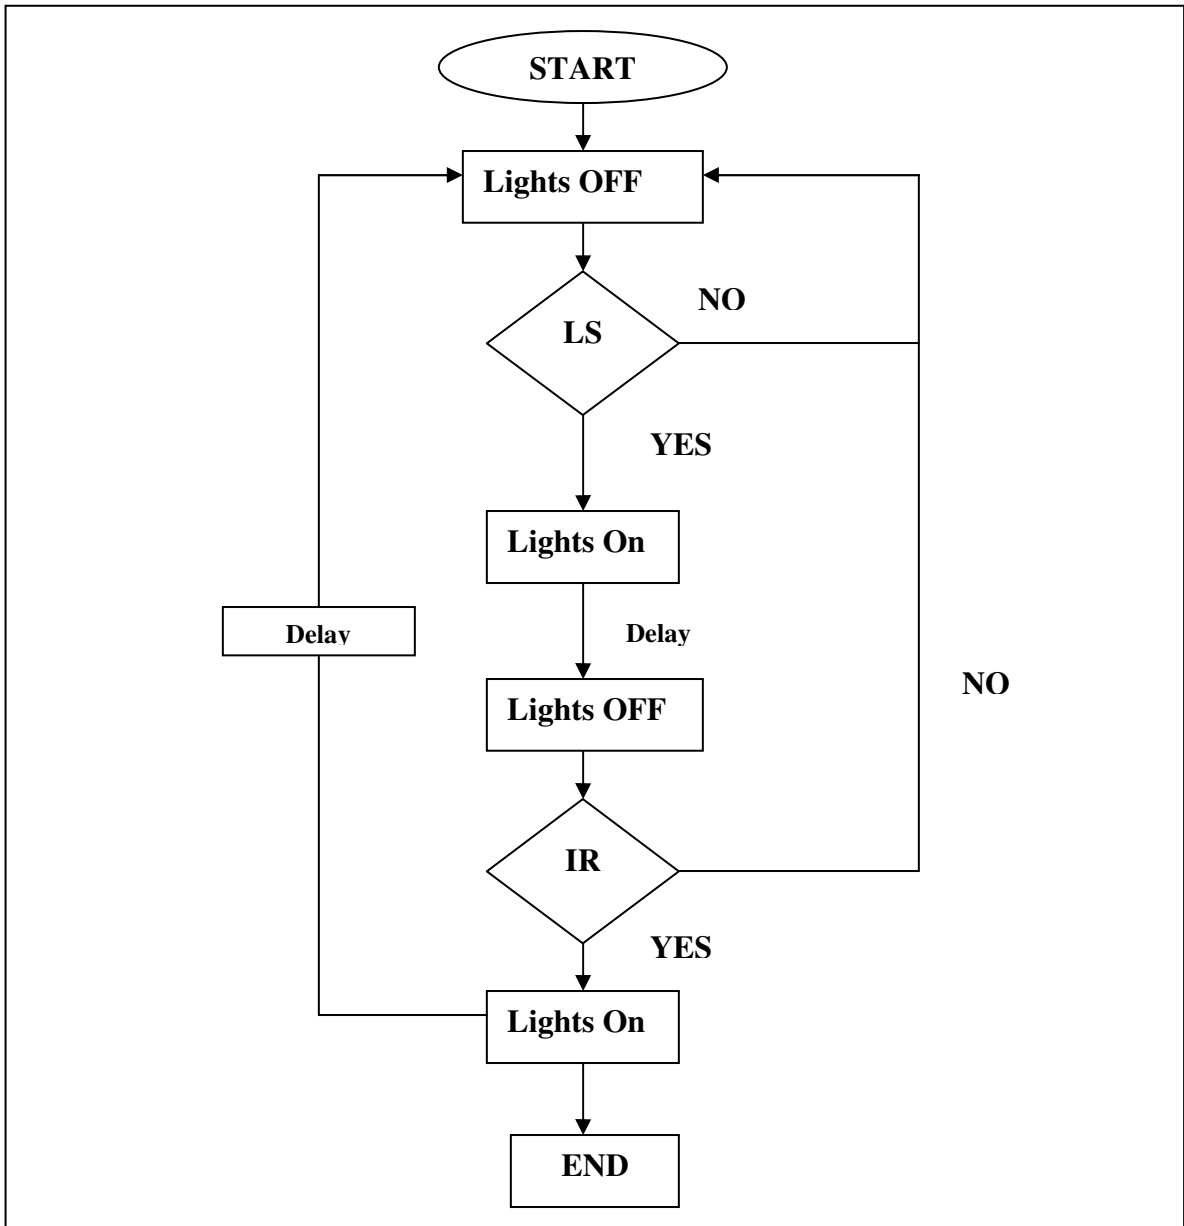 START
Lights OFF
LS
NO
YES
Lights On
Delay
Delay
Lights OFF
NO
IR
YES
Lights On
END